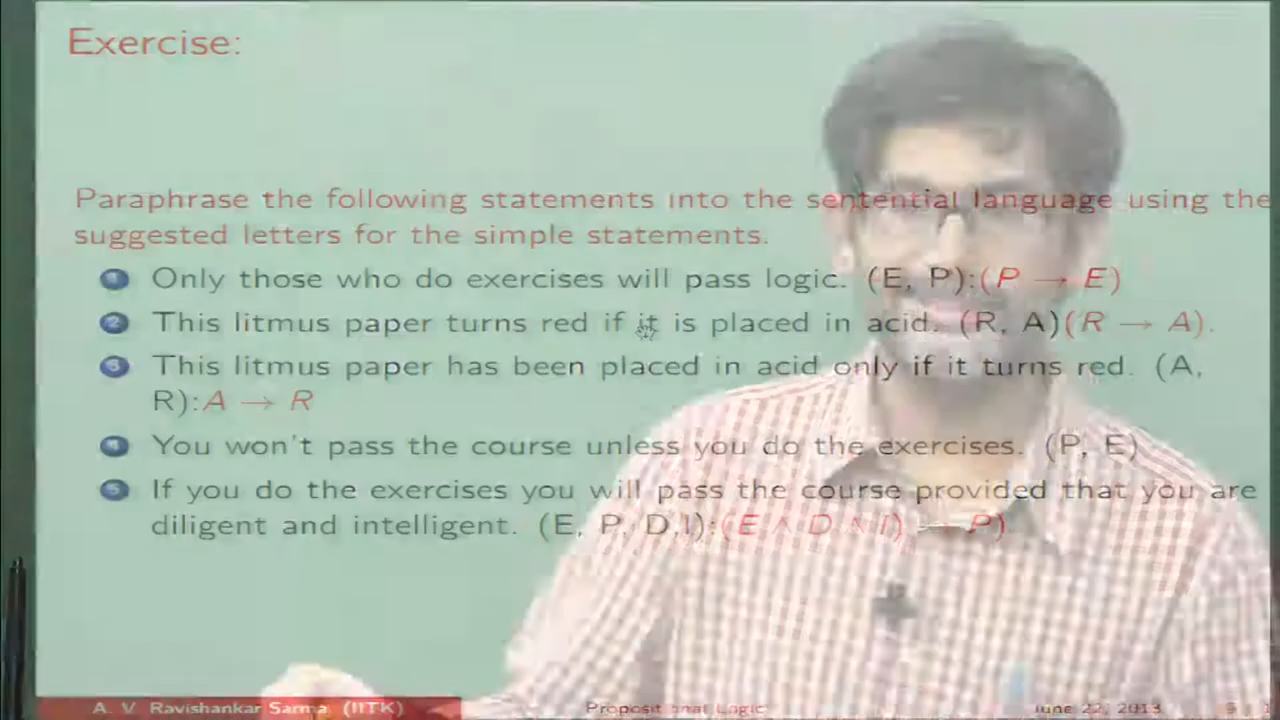 Exercise:
Paraphrase the following statements into the sentential language using the
suggested letters for the simple statements.
1 Only those who do exercises will pass logic. (E, P):(P → E)
2 This litmus paper turns red if it is placed in acid. (R, A)(R → A).
3 This litmus paper has been placed in acid only if it turns red. (A,
R):A → R
4 You won't pass the course unless you do the exercises. (P, E)
5 If you do the exercises you will pass the course provided that you are
diligent and intelligent. (E, P, D,I):(E ∧ D ∧ I) → P)
A. V. Ravishankar Sarma (IITK) Propositional Logic June 22, 2013